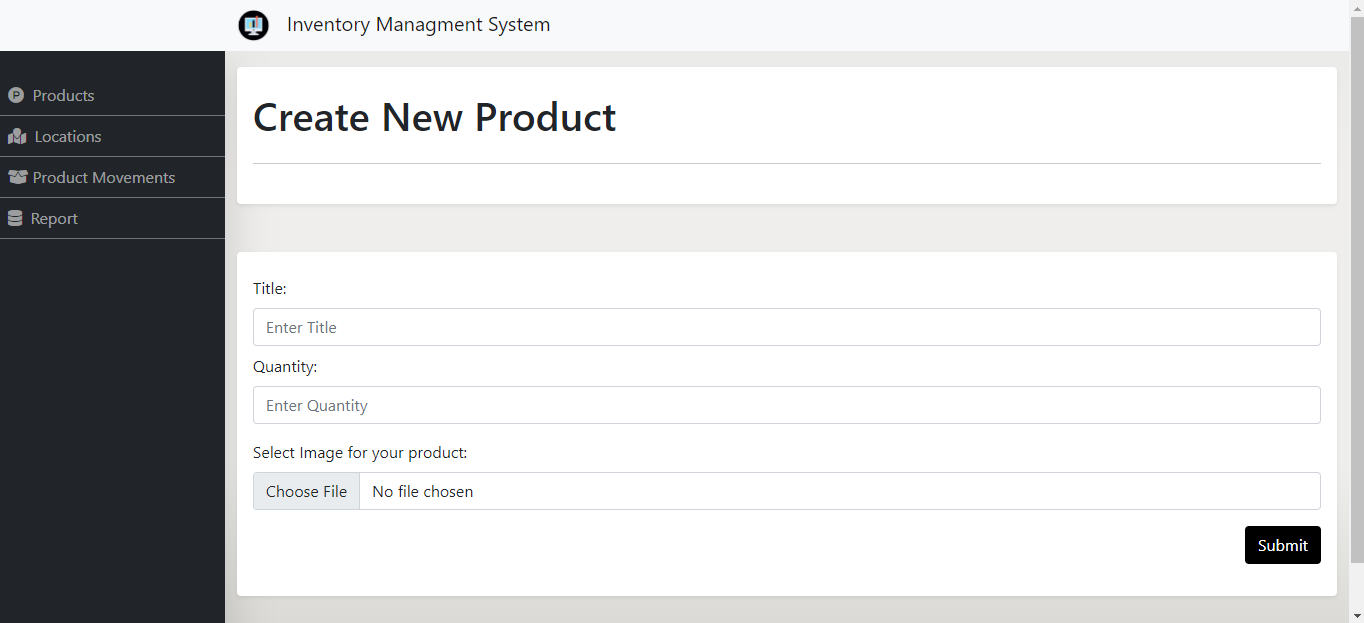 Inventory Managment System
Products
Locations
Product Movements
Report
Create New Product
Title:
Enter Title
Quantity:
Enter Quantity
Select Image for your product:
Choose File No file chosen
Submit